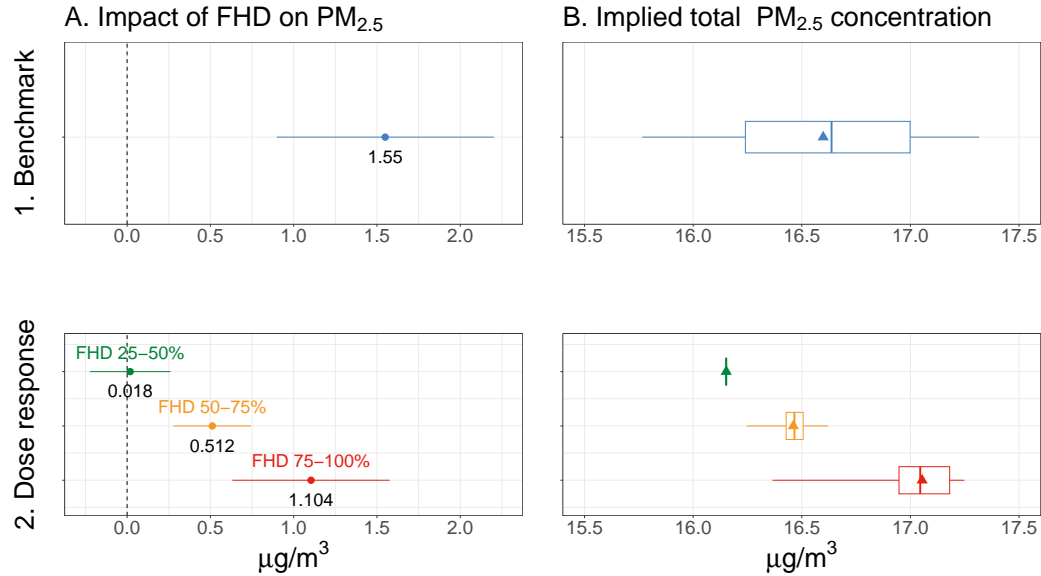 A. Impact of FHD on PM2.5
B. Implied total PM2.5 concentration
1. Benchmark
1.55
0.0 0.5 1.0 1.5 2.0
15.5 16.0 16.5 17.0 17.5
2. Dose response
FHD 25−50%
0.018
FHD 50−75%
0.512
FHD 75−100%
1.104
0.0 0.5 1.0 1.5 2.0
15.5 16.0 16.5 17.0 17.5
μg/m³
μg/m³